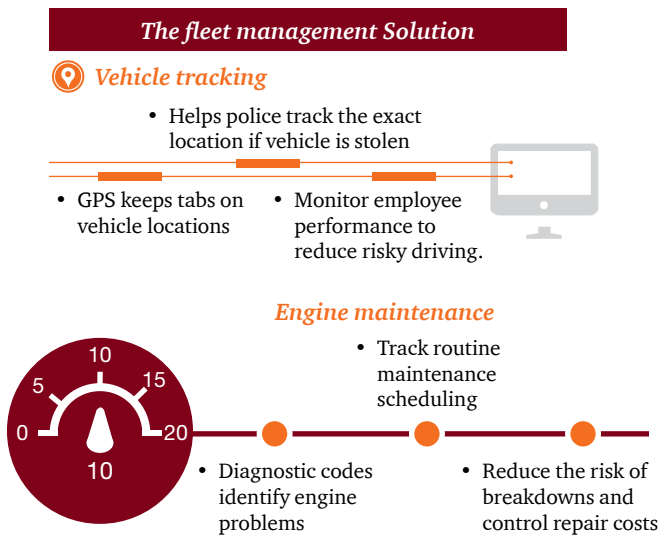 The fleet management Solution
Vehicle tracking
• Helps police track the exact
location if vehicle is stolen
• GPS keeps tabs on
vehicle locations
• Monitor employee
performance to
reduce risky driving.
Engine maintenance
• Track routine
maintenance
scheduling
0
5
10
15
20
10
• Diagnostic codes
identify engine
problems
• Reduce the risk of
breakdowns and
control repair costs